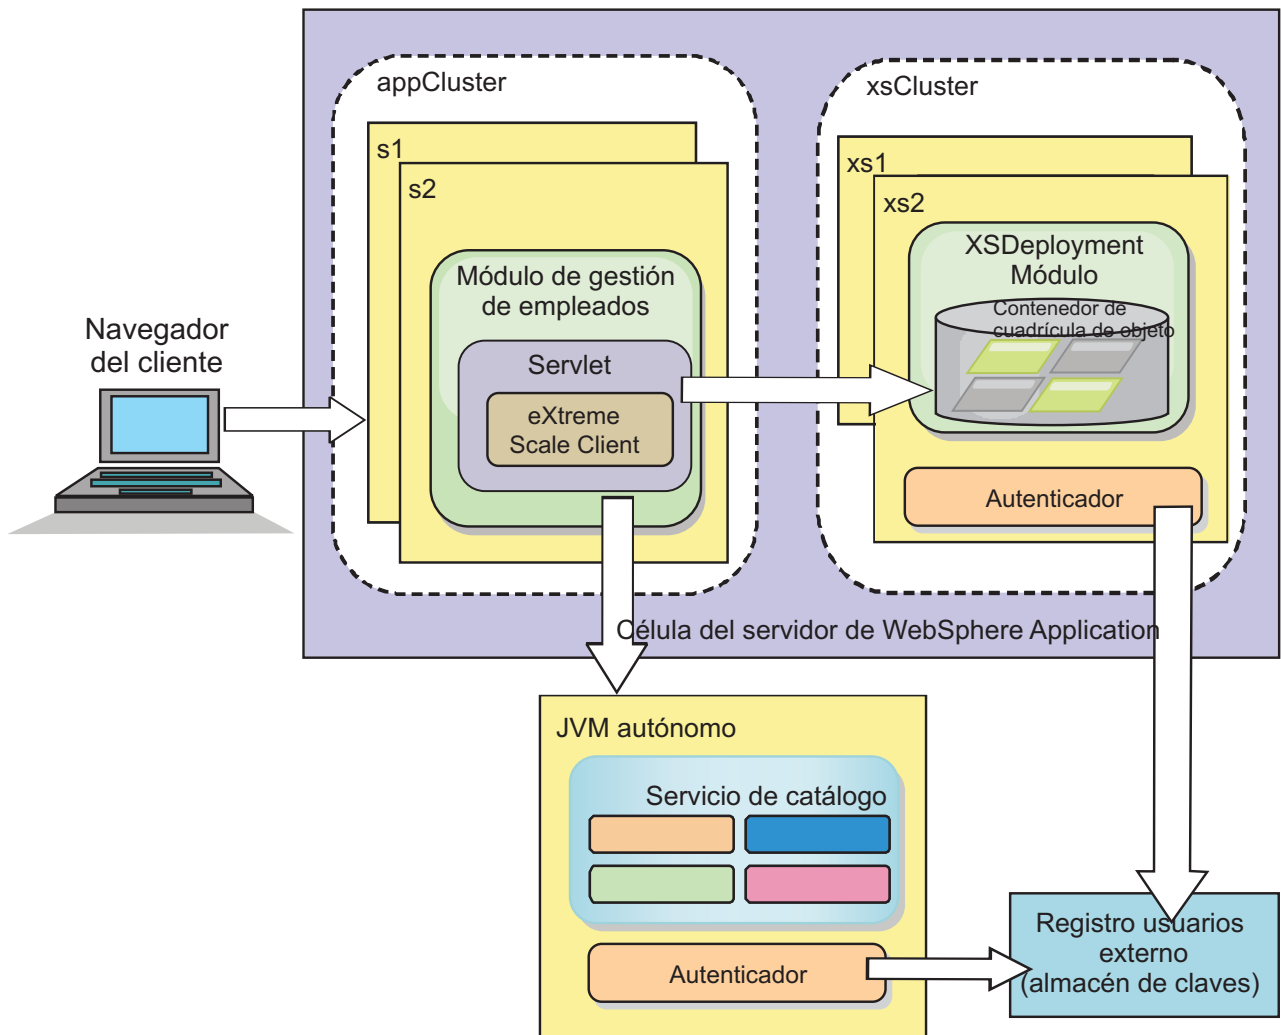 appCluster
xsCluster
s1
s2
xs1
xs2
Módulo de gestión
de empleados
Servlet
eXtreme
Scale Client
XSDeployment
Módulo
Contenedor de
cuadrícula de objeto
Autenticador
Navegador
del cliente
Célula del servidor de WebSphere Application
JVM autónomo
Servicio de catálogo
Autenticador
Registro usuarios
externo
(almacén de claves)